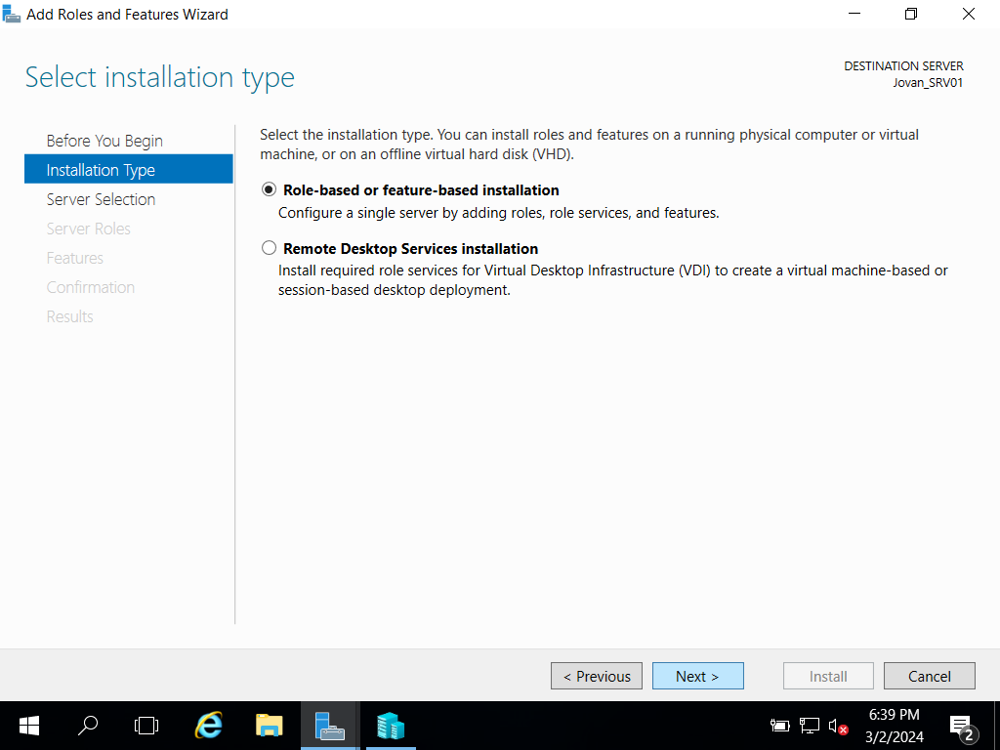 Add Roles and Features Wizard
Select installation type
DESTINATION SERVER
Jovan_SRV01
Before You Begin
Installation Type
Server Selection
Server Roles
Features
Confirmation
Results
Select the installation type. You can install roles and features on a running physical computer or virtual
machine, or on an offline virtual hard disk (VHD).
Role-based or feature-based installation
Configure a single server by adding roles, role services, and features.
Remote Desktop Services installation
Install required role services for Virtual Desktop Infrastructure (VDI) to create a virtual machine-based or
session-based desktop deployment.
< Previous
Next >
Install
Cancel
6:39 PM
3/2/2024
2